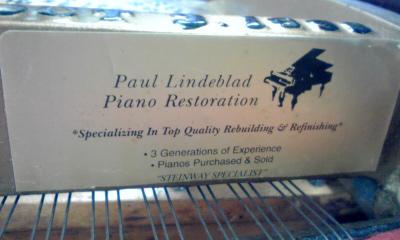 Paul Lindeblad
Piano Restoration
*Specializing In Top Quality Rebuilding & Refinishing*
• 3 Generations of Experience
• Pianos Purchased & Sold
"STEINWAY SPECIALIST"